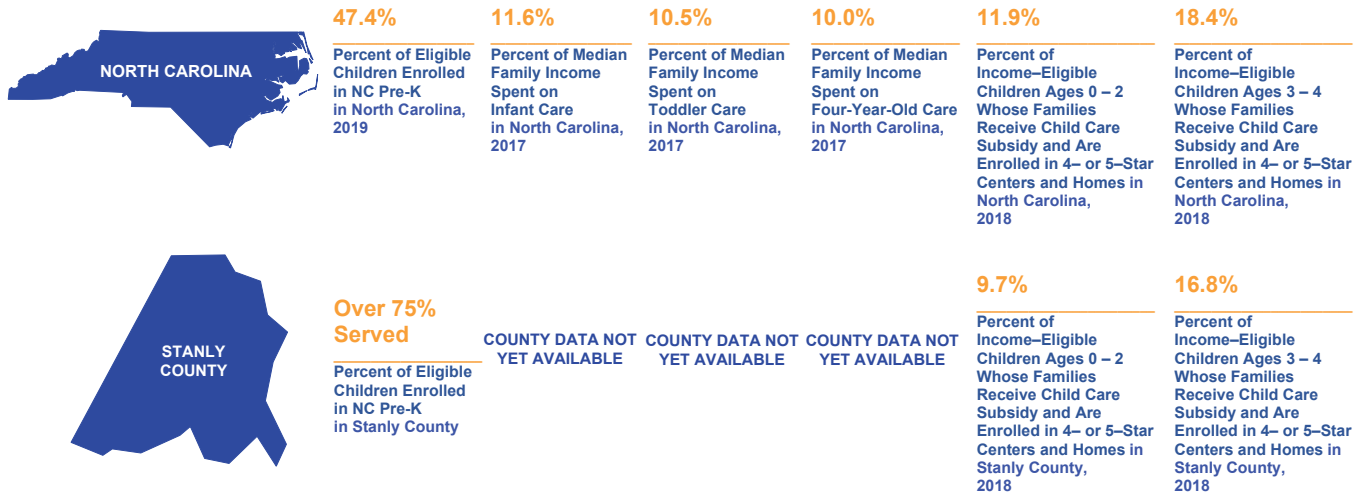 NORTH CAROLINA
47.4%
Percent of Eligible
Children Enrolled
in NC Pre-K
in North Carolina,
2019
11.6%
Percent of Median
Family Income
Spent on
Infant Care
in North Carolina,
2017
10.5%
Percent of Median
Family Income
Spent on
Toddler Care
in North Carolina,
2017
10.0%
Percent of Median
Family Income
Spent on
Four-Year-Old Care
in North Carolina,
2017
11.9%
Percent of
Income–Eligible
Children Ages 0 – 2
Whose Families
Receive Child Care
Subsidy and Are
Enrolled in 4– or 5–Star
Centers and Homes in
North Carolina,
2018
18.4%
Percent of
Income–Eligible
Children Ages 3 – 4
Whose Families
Receive Child Care
Subsidy and Are
Enrolled in 4– or 5–Star
Centers and Homes in
North Carolina,
2018
STANLY
COUNTY
Over 75%
Served
Percent of Eligible
Children Enrolled
in NC Pre-K
in Stanly County
COUNTY DATA NOT
YET AVAILABLE
COUNTY DATA NOT
YET AVAILABLE
COUNTY DATA NOT
YET AVAILABLE
9.7%
Percent of
Income–Eligible
Children Ages 0 – 2
Whose Families
Receive Child Care
Subsidy and Are
Enrolled in 4– or 5–Star
Centers and Homes in
Stanly County,
2018
16.8%
Percent of
Income–Eligible
Children Ages 3 – 4
Whose Families
Receive Child Care
Subsidy and Are
Enrolled in 4– or 5–Star
Centers and Homes in
Stanly County,
2018